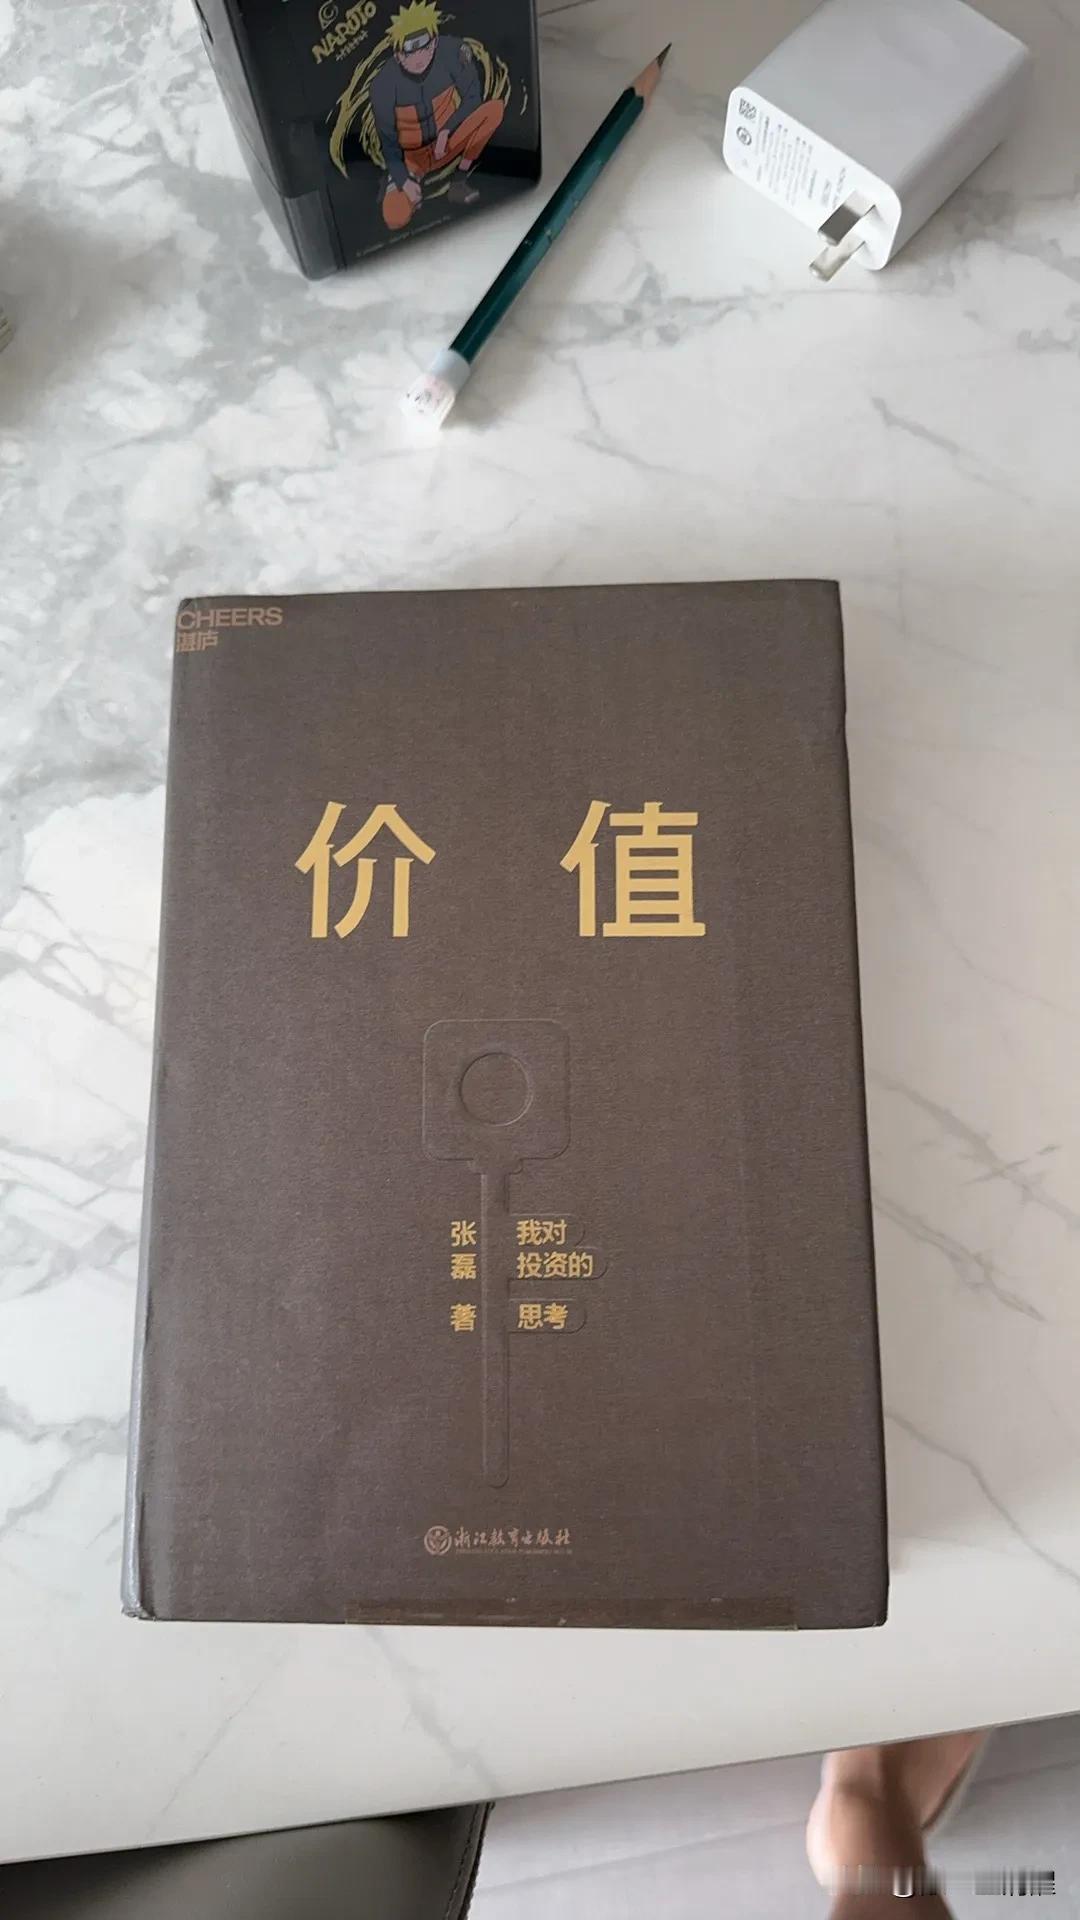 NARUTO
CHEERS
湛庐
价值
张磊 著
我对
投资的
思考
浙江教育出版社